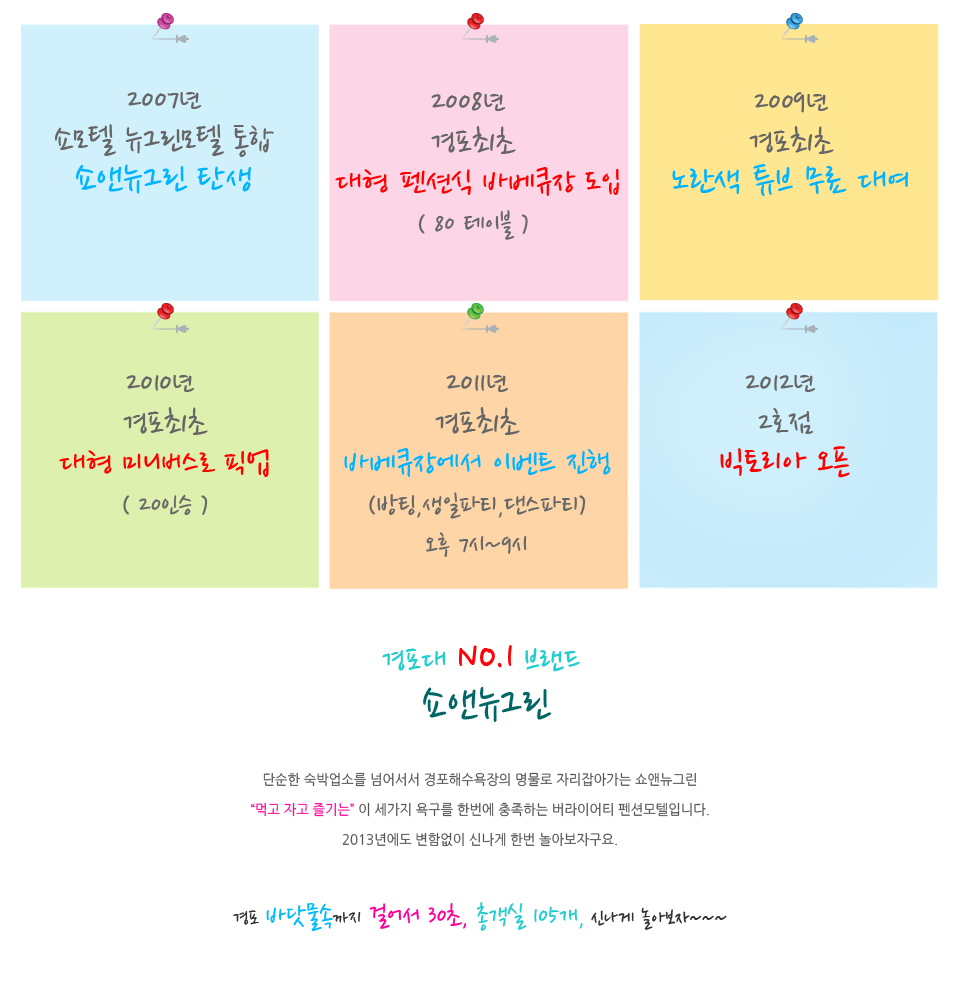 2007년
쇼모텔 뉴그린모텔 통합
쇼앤뉴그린 탄생
2008년
경포최초
대형 펜션식 바베큐장 도입
( 80 테이블 )
2009년
경포최초
노란색 튜브 무료 대여
2010년
경포최초
대형 미니버스로 픽업
( 20인승 )
2011년
경포최초
바베큐장에서 이벤트 진행
(방팅,생일파티,댄스파티)
오후 7시~9시
2012년
2호점
빅토리아 오픈
경포대 NO.1 브랜드
쇼앤뉴그린
단순한 숙박업소를 넘어서서 경포해수욕장의 명물로 자리잡아가는 쇼앤뉴그린
“먹고 자고 즐기는” 이 세가지 욕구를 한번에 충족하는 버라이어티 펜션모텔입니다.
2013년에도 변함없이 신나게 한번 놀아보자구요.
경포 바닷물속까지 걸어서 30초, 총객실 105개, 신나게 놀아보자~~~